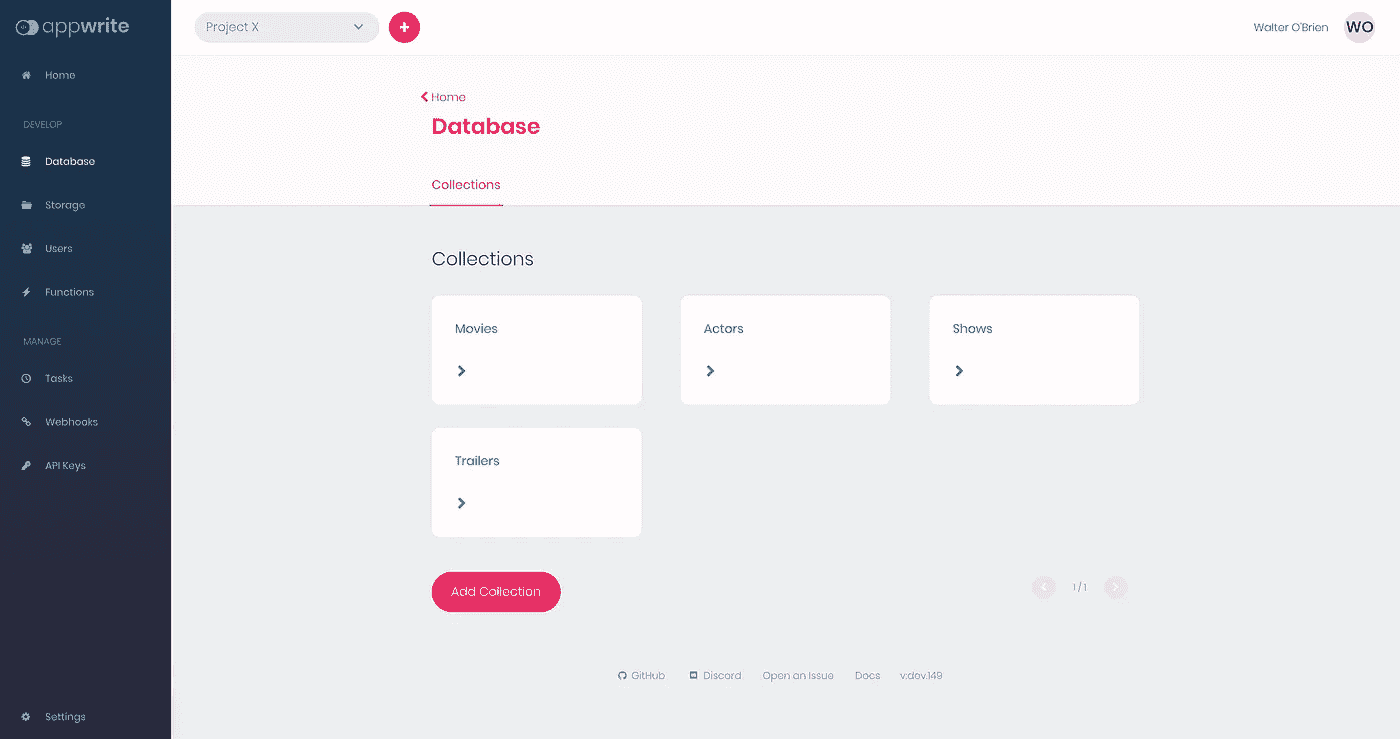 appwrite
Project X
+
Walter O'Brien
WO
Home
DEVELOP
Database
Storage
Users
Functions
MANAGE
Tasks
Webhooks
API Keys
Settings
Home
Database
Collections
Collections
Movies
Actors
Shows
Trailers
Add Collection
1 / 1
GitHub
Discord
Open an Issue
Docs
v:dev.149